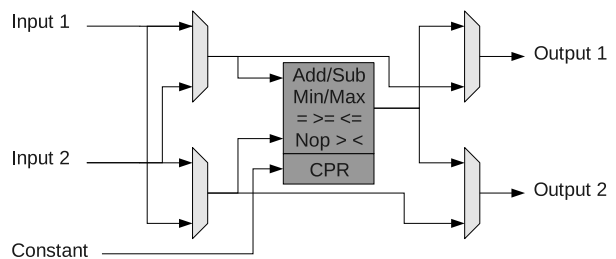 Input 1
Output 1
Add/Sub
Min/Max
= >= <=
Nop > <
Input 2
CPR
Output 2
Constant